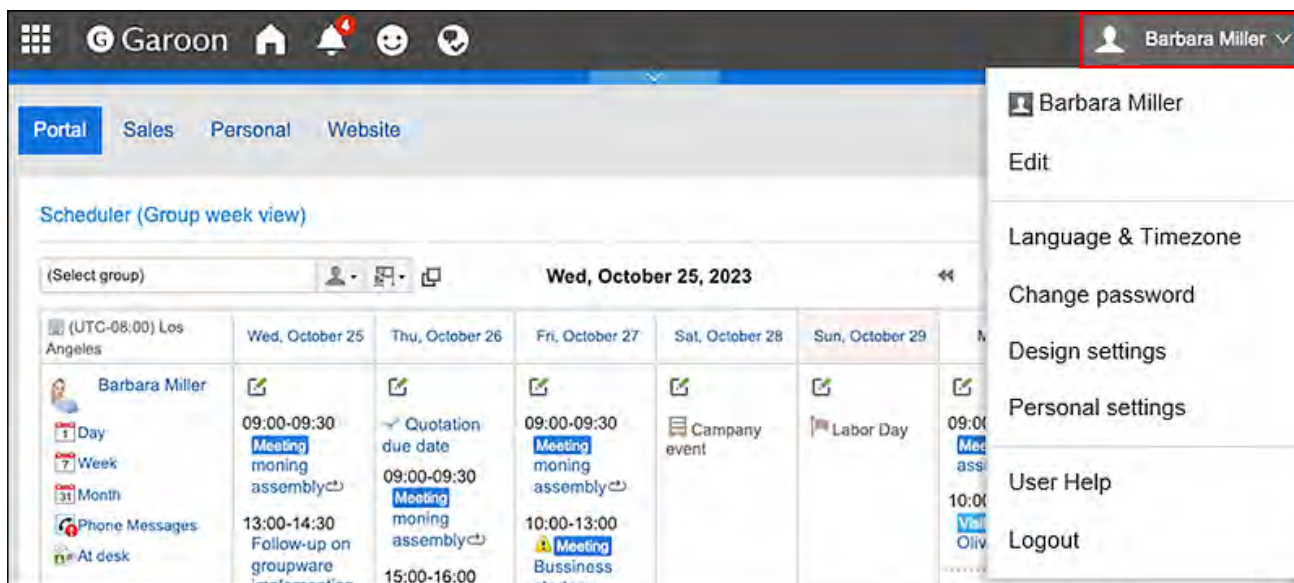 G Garoon 4 Barbara Miller
Portal Sales Personal Website
Barbara Miller
Edit
Language & Timezone
Change password
Design settings
Personal settings
User Help
Logout
Scheduler (Group week view)
(Select group) Wed, October 25, 2023
(UTC-08:00) Los
Angeles
Wed, October 25 Thu, October 26 Fri, October 27 Sat, October 28 Sun, October 29
Barbara Miller
1 Day
7 Week
31 Month
Phone Messages
At desk
09:00-09:30
Meeting
moning
assembly
13:00-14:30
Follow-up on
groupware
Quotation
due date
09:00-09:30
Meeting
moning
assembly
15:00-16:00
09:00-09:30
Meeting
moning
assembly
10:00-13:00
Meeting
Bussiness
Campany
event
Labor Day